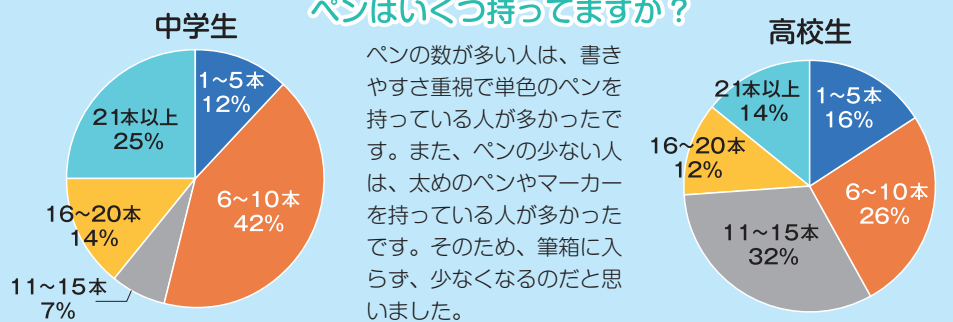 ペンはいくつ持ってますか？
中学生
1～5本
12%
6～10本
42%
11～15本
7%
16～20本
14%
21本以上
25%
ペンの数が多い人は、書き
やすさ重視で単色のペンを
持っている人が多かったで
す。また、ペンの少ない人
は、太めのペンやマーカー
を持っている人が多かった
です。そのため、筆箱に入
らず、少なくなるのだと思
いました。
高校生
1～5本
16%
6～10本
26%
11～15本
32%
16～20本
12%
21本以上
14%